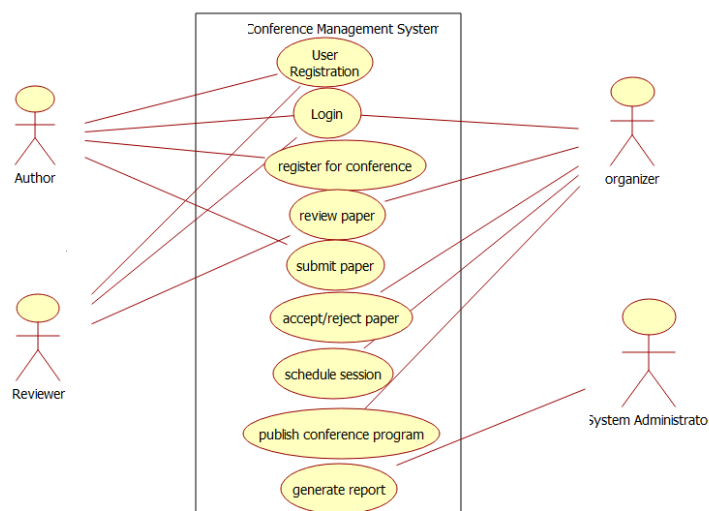 Conference Management System
User
Registration
Login
Author
organizer
register for conference
review paper
submit paper
accept/reject paper
Reviewer
schedule session
System Administrato
publish conference program
generate report